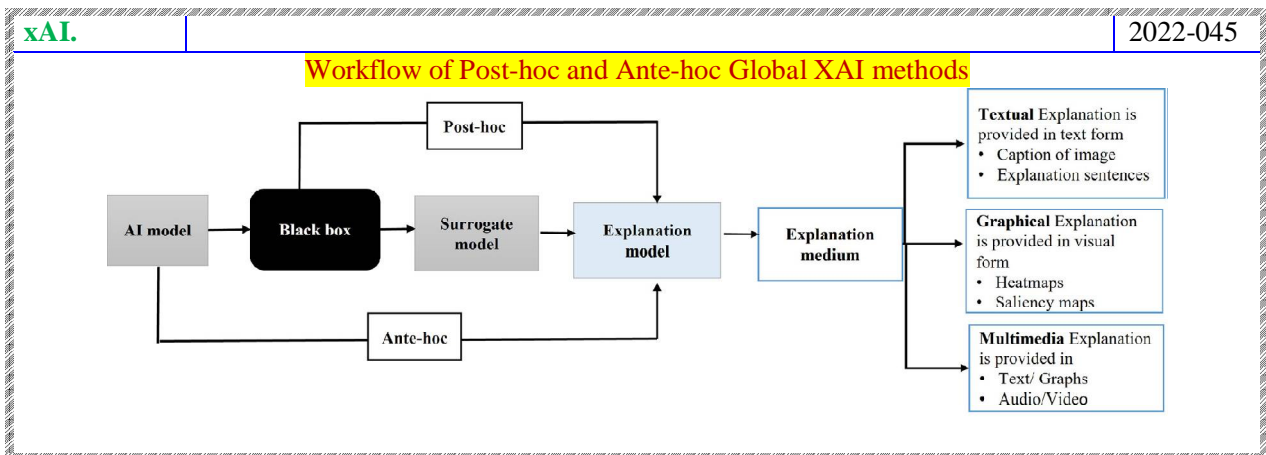 xAI.
2022-045
Workflow of Post-hoc and Ante-hoc Global XAI methods
Post-hoc
AI model
Black box
Surrogate
model
Explanation
model
Explanation
medium
Ante-hoc
Textual Explanation is
provided in text form
• Caption of image
• Explanation sentences
Graphical Explanation
is provided in visual
form
• Heatmaps
• Saliency maps
Multimedia Explanation
is provided in
• Text/ Graphs
• Audio/Video